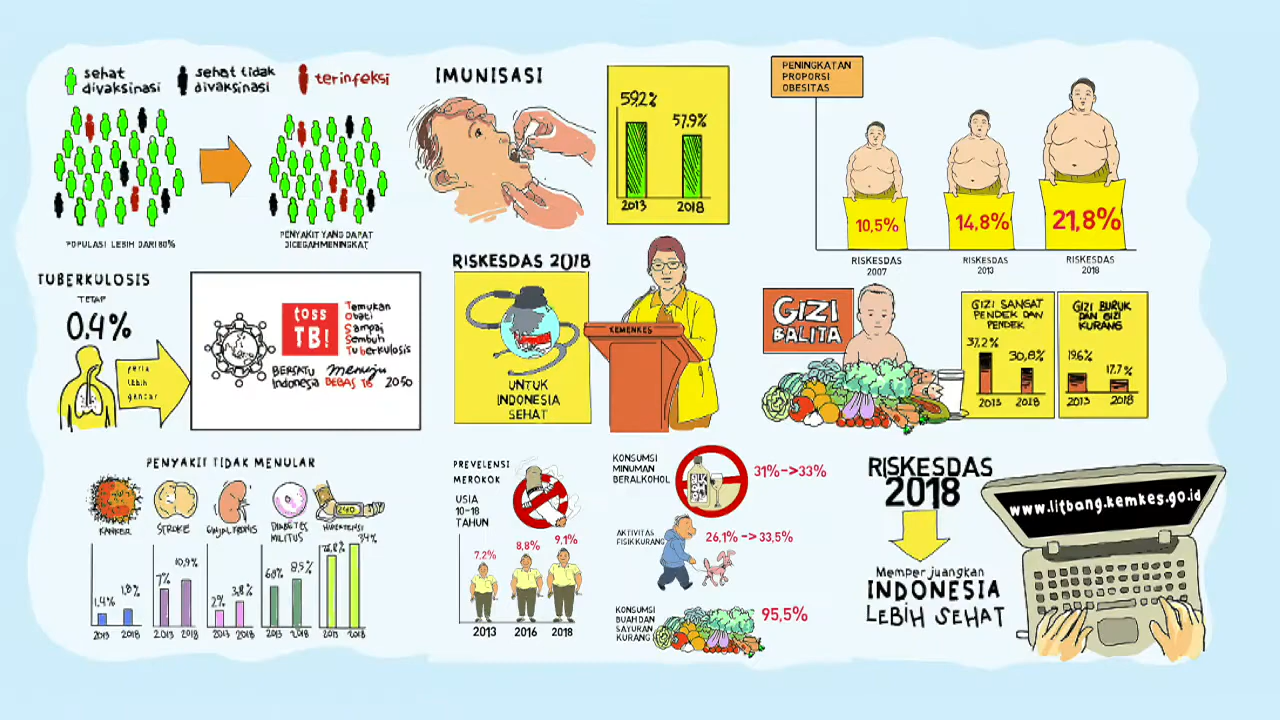 sehat
divaksinasi
sehat tidak
divaksinasi
terinfeksi
POPULASI LEBIH DARI 80%
PENYAKIT YANG DAPAT
DICEGAH MENINGKAT
IMUNISASI
59,2%
57,9%
2013
2018
PENINGKATAN
PROPORSI
OBESITAS
10,5%
14,8%
21,8%
RISKESDAS
2007
RISKESDAS
2013
RISKESDAS
2018
TUBERKULOSIS
TETAP
0,4%
perlu
lebih
gencar
toss
TB!
Temukan
Obati
Sampai
Sembuh
Tuberkulosis
BERSATU menuju
Indonesia BEBAS TB 2050
RISKESDAS 2018
UNTUK
INDONESIA
SEHAT
KEMENKES
GIZI
BALITA
GIZI SANGAT
PENDEK DAN
PENDEK
37,2%
30,8%
2013
2018
GIZI BURUK
DAN GIZI
KURANG
19,6%
17,7%
2013
2018
PENYAKIT TIDAK MENULAR
KANKER
STROKE
GINJAL KRONIS
DIABETES
MILITUS
HIPERTENSI
1,4%
1,8%
2013
2018
7%
10,9%
2013
2018
2%
3,8%
2013
2018
8,5%
2013
2018
34%
2013
2018
PREVELENSI
MEROKOK
USIA
10-18
TAHUN
7.2%
8,8%
9.1%
2013
2016
2018
KONSUMSI
MINUMAN
BERALKOHOL
31%->33%
AKTIVITAS
FISIK KURANG
26,1% -> 33,5%
KONSUMSI
BUAH DAN
SAYURAN
KURANG
95,5%
RISKESDAS
2018
Memperjuangkan
INDONESIA
LEBIH SEHAT
www.litbang.kemkes.go.id